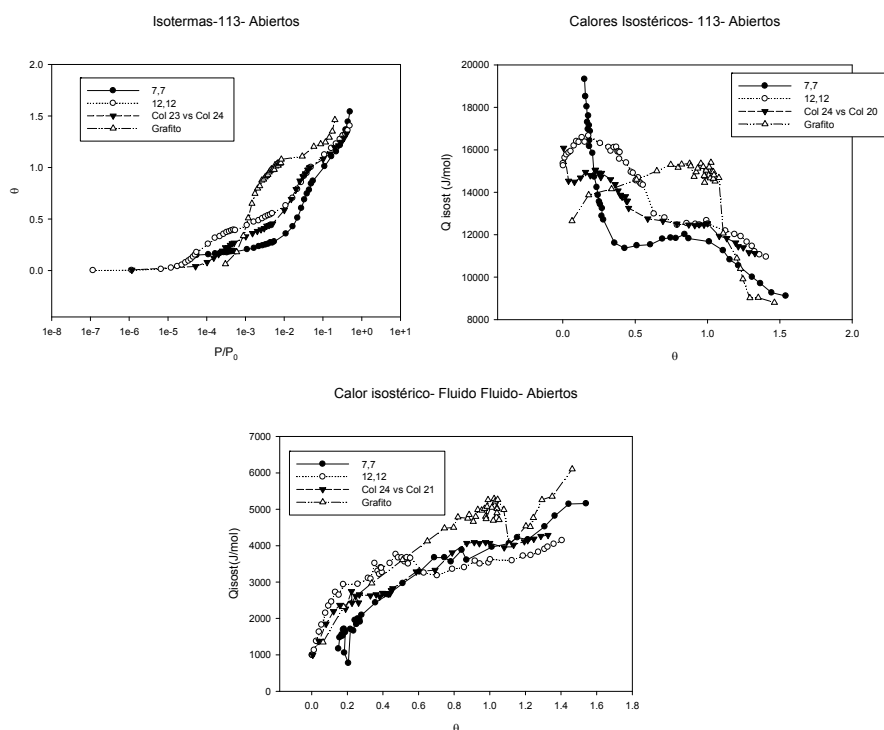 Isotermas-113- Abiertos
2.0
1.5
1.0
0.5
0.0
θ
7,7
12,12
Col 23 vs Col 24
Grafito
1e-8 1e-7 1e-6 1e-5 1e-4 1e-3 1e-2 1e-1 1e+0 1e+1
P/P0
Calores Isostéricos- 113- Abiertos
20000
18000
16000
14000
12000
10000
8000
Q isost (J/mol)
7,7
12,12
Col 24 vs Col 20
Grafito
0.0 0.5 1.0 1.5 2.0
θ
Calor isostérico- Fluido Fluido- Abiertos
7000
6000
5000
4000
3000
2000
1000
0
Qisost(J/mol)
7,7
12,12
Col 24 vs Col 21
Grafito
0.0 0.2 0.4 0.6 0.8 1.0 1.2 1.4 1.6 1.8
θ